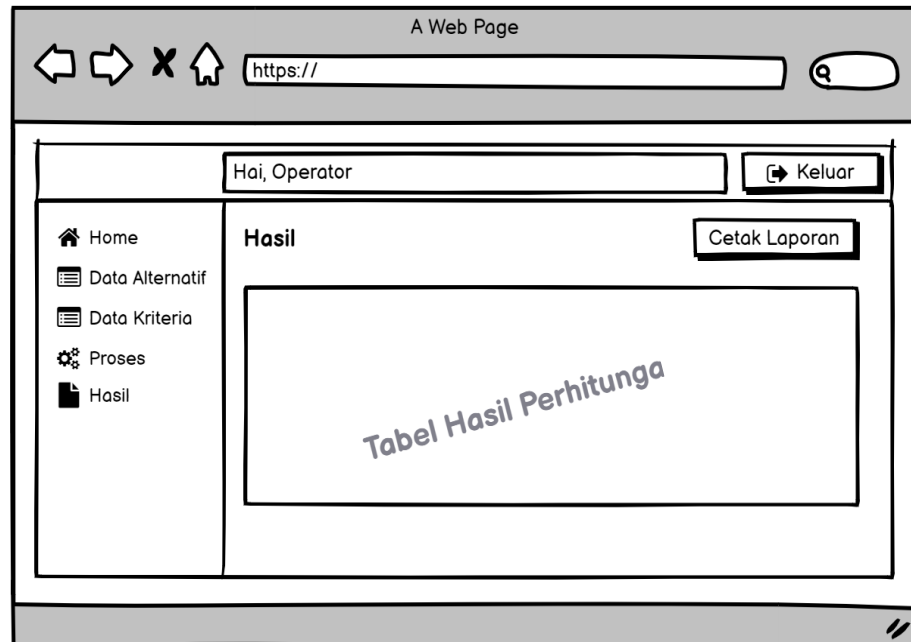 A Web Page
https://
Hai, Operator
Keluar
Home
Data Alternatif
Data Kriteria
Proses
Hasil
Hasil
Cetak Laporan
Tabel Hasil Perhitunga